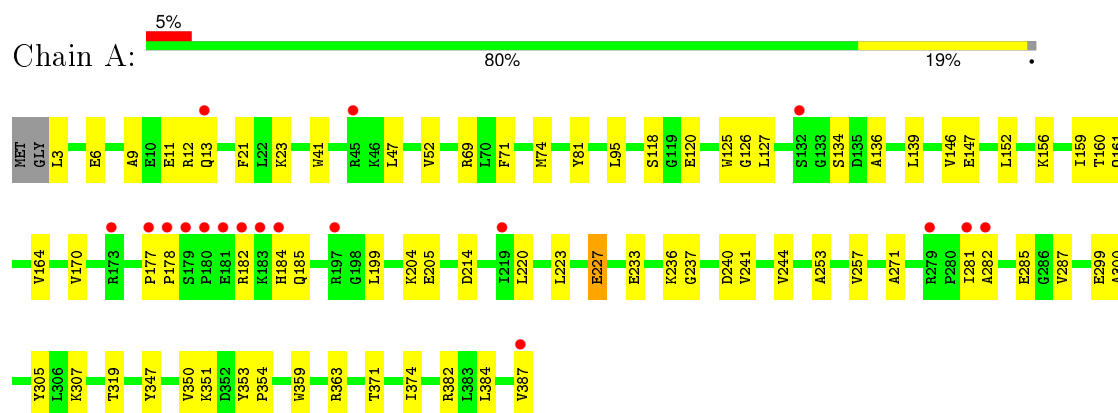 5%
Chain A:
80% 19% •
MET GLY L3 E6 A9 E10 E11 R12 Q13 F21 L22 K23 W41 R45 K46 L47 V52 R69 L70 F71 M74 Y81 L95 S118 G119 E120 W125 G126 L127 S132 G133 S134 D135 A136 L139 V146 E147 L152 K156 I159 T160
V164 V170 R173 P177 P178 S179 P180 E181 R182 K183 H184 Q185 R197 G198 L199 K204 E205 D214 I219 L220 L223 E227 E233 K236 G237 D240 V241 V244 A253 V257 A271 R279 P280 I281 A282 E285 G286 V287 E299 A300
Y305 L306 K307 T319 Y347 V350 K351 D352 Y353 P354 W359 R363 T371 I374 R382 L383 L384 V387